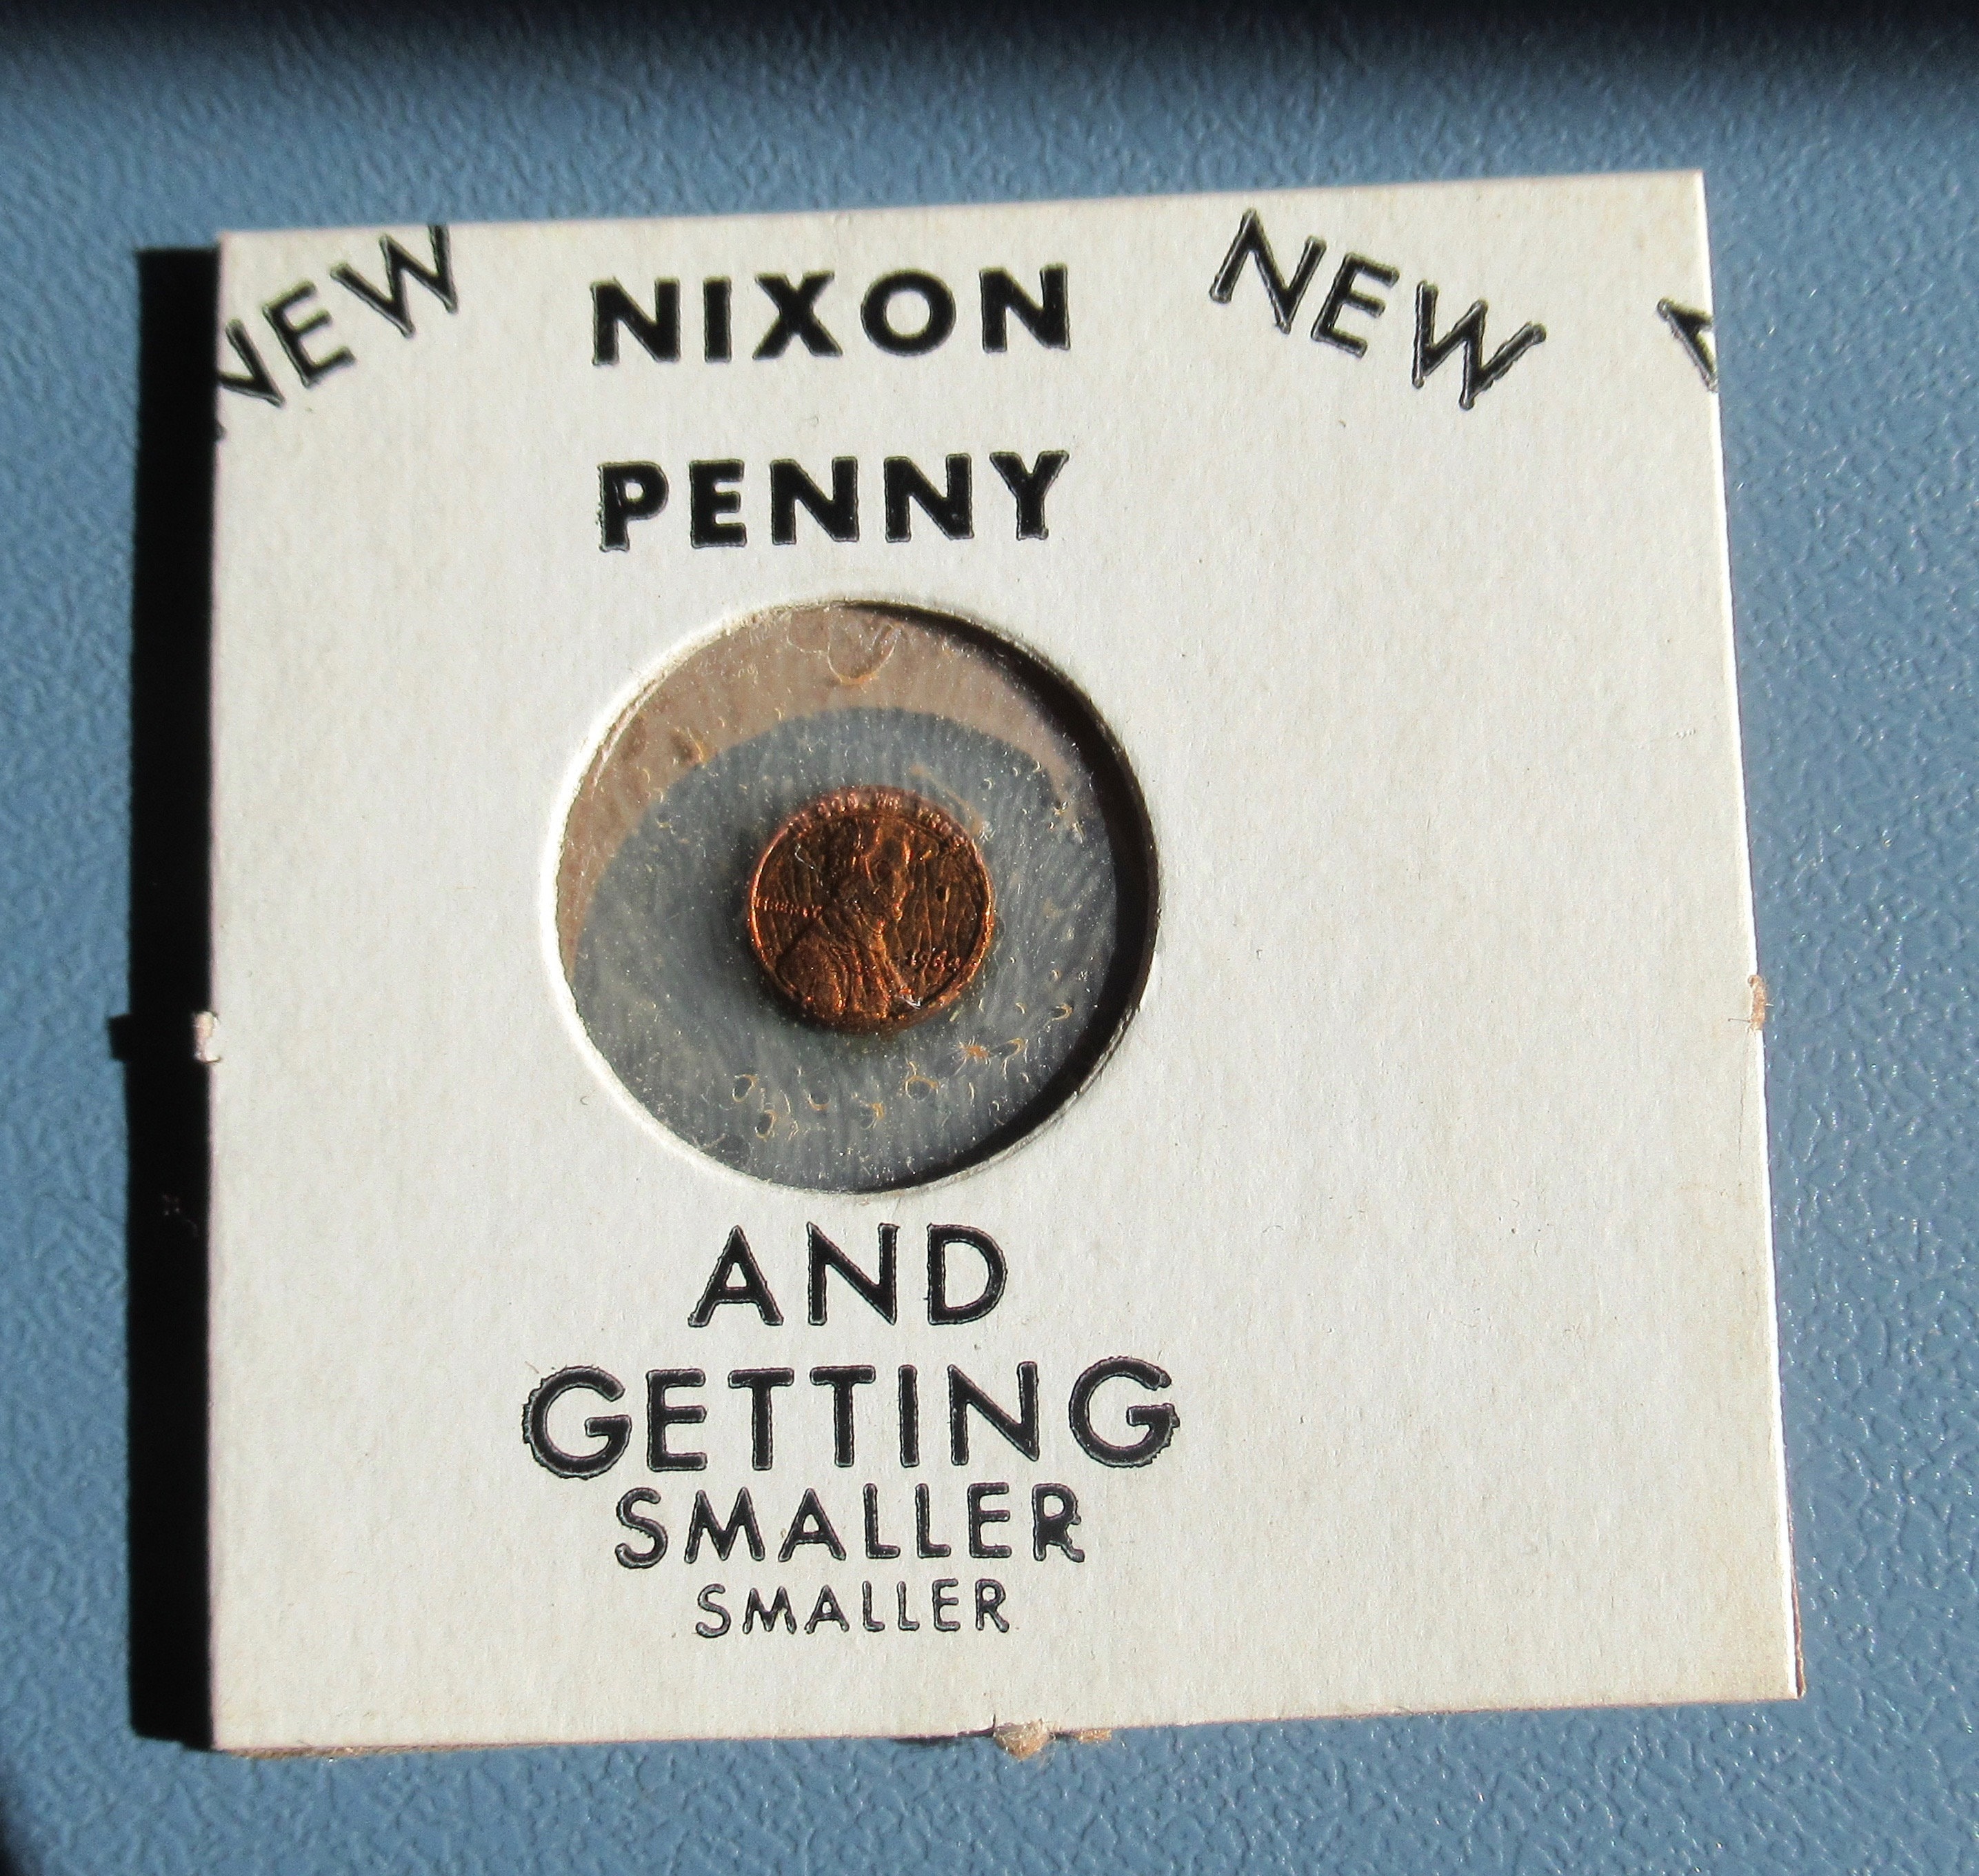 NEW NIXON NEW
PENNY
AND
GETTING
SMALLER
SMALLER